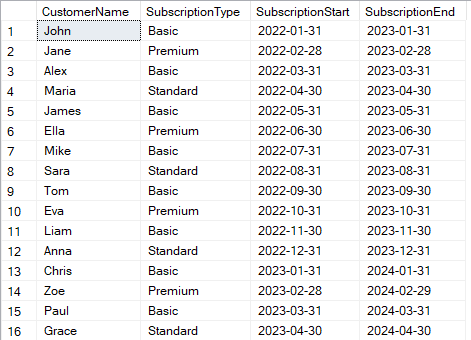 CustomerName SubscriptionType SubscriptionStart SubscriptionEnd
1 John Basic 2022-01-31 2023-01-31
2 Jane Premium 2022-02-28 2023-02-28
3 Alex Basic 2022-03-31 2023-03-31
4 Maria Standard 2022-04-30 2023-04-30
5 James Basic 2022-05-31 2023-05-31
6 Ella Premium 2022-06-30 2023-06-30
7 Mike Basic 2022-07-31 2023-07-31
8 Sara Standard 2022-08-31 2023-08-31
9 Tom Basic 2022-09-30 2023-09-30
10 Eva Premium 2022-10-31 2023-10-31
11 Liam Basic 2022-11-30 2023-11-30
12 Anna Standard 2022-12-31 2023-12-31
13 Chris Basic 2023-01-31 2024-01-31
14 Zoe Premium 2023-02-28 2024-02-29
15 Paul Basic 2023-03-31 2024-03-31
16 Grace Standard 2023-04-30 2024-04-30